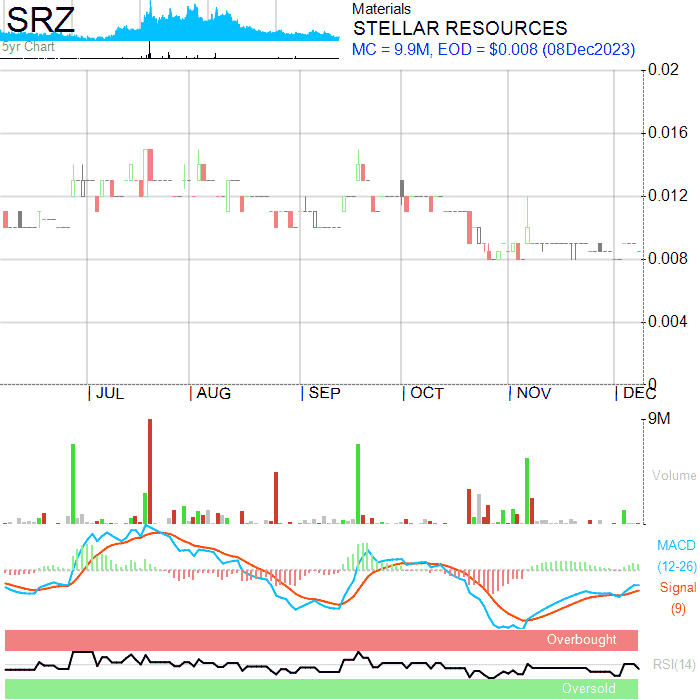 SRZ
5yr Chart
Materials
STELLAR RESOURCES
MC = 9.9M, EOD = $0.008 (08Dec2023)
0.02
0.016
0.012
0.008
0.004
0
JUL AUG SEP OCT NOV DEC
9M
Volume
MACD
(12-26)
Signal
(9)
Overbought
RSI(14)
Oversold